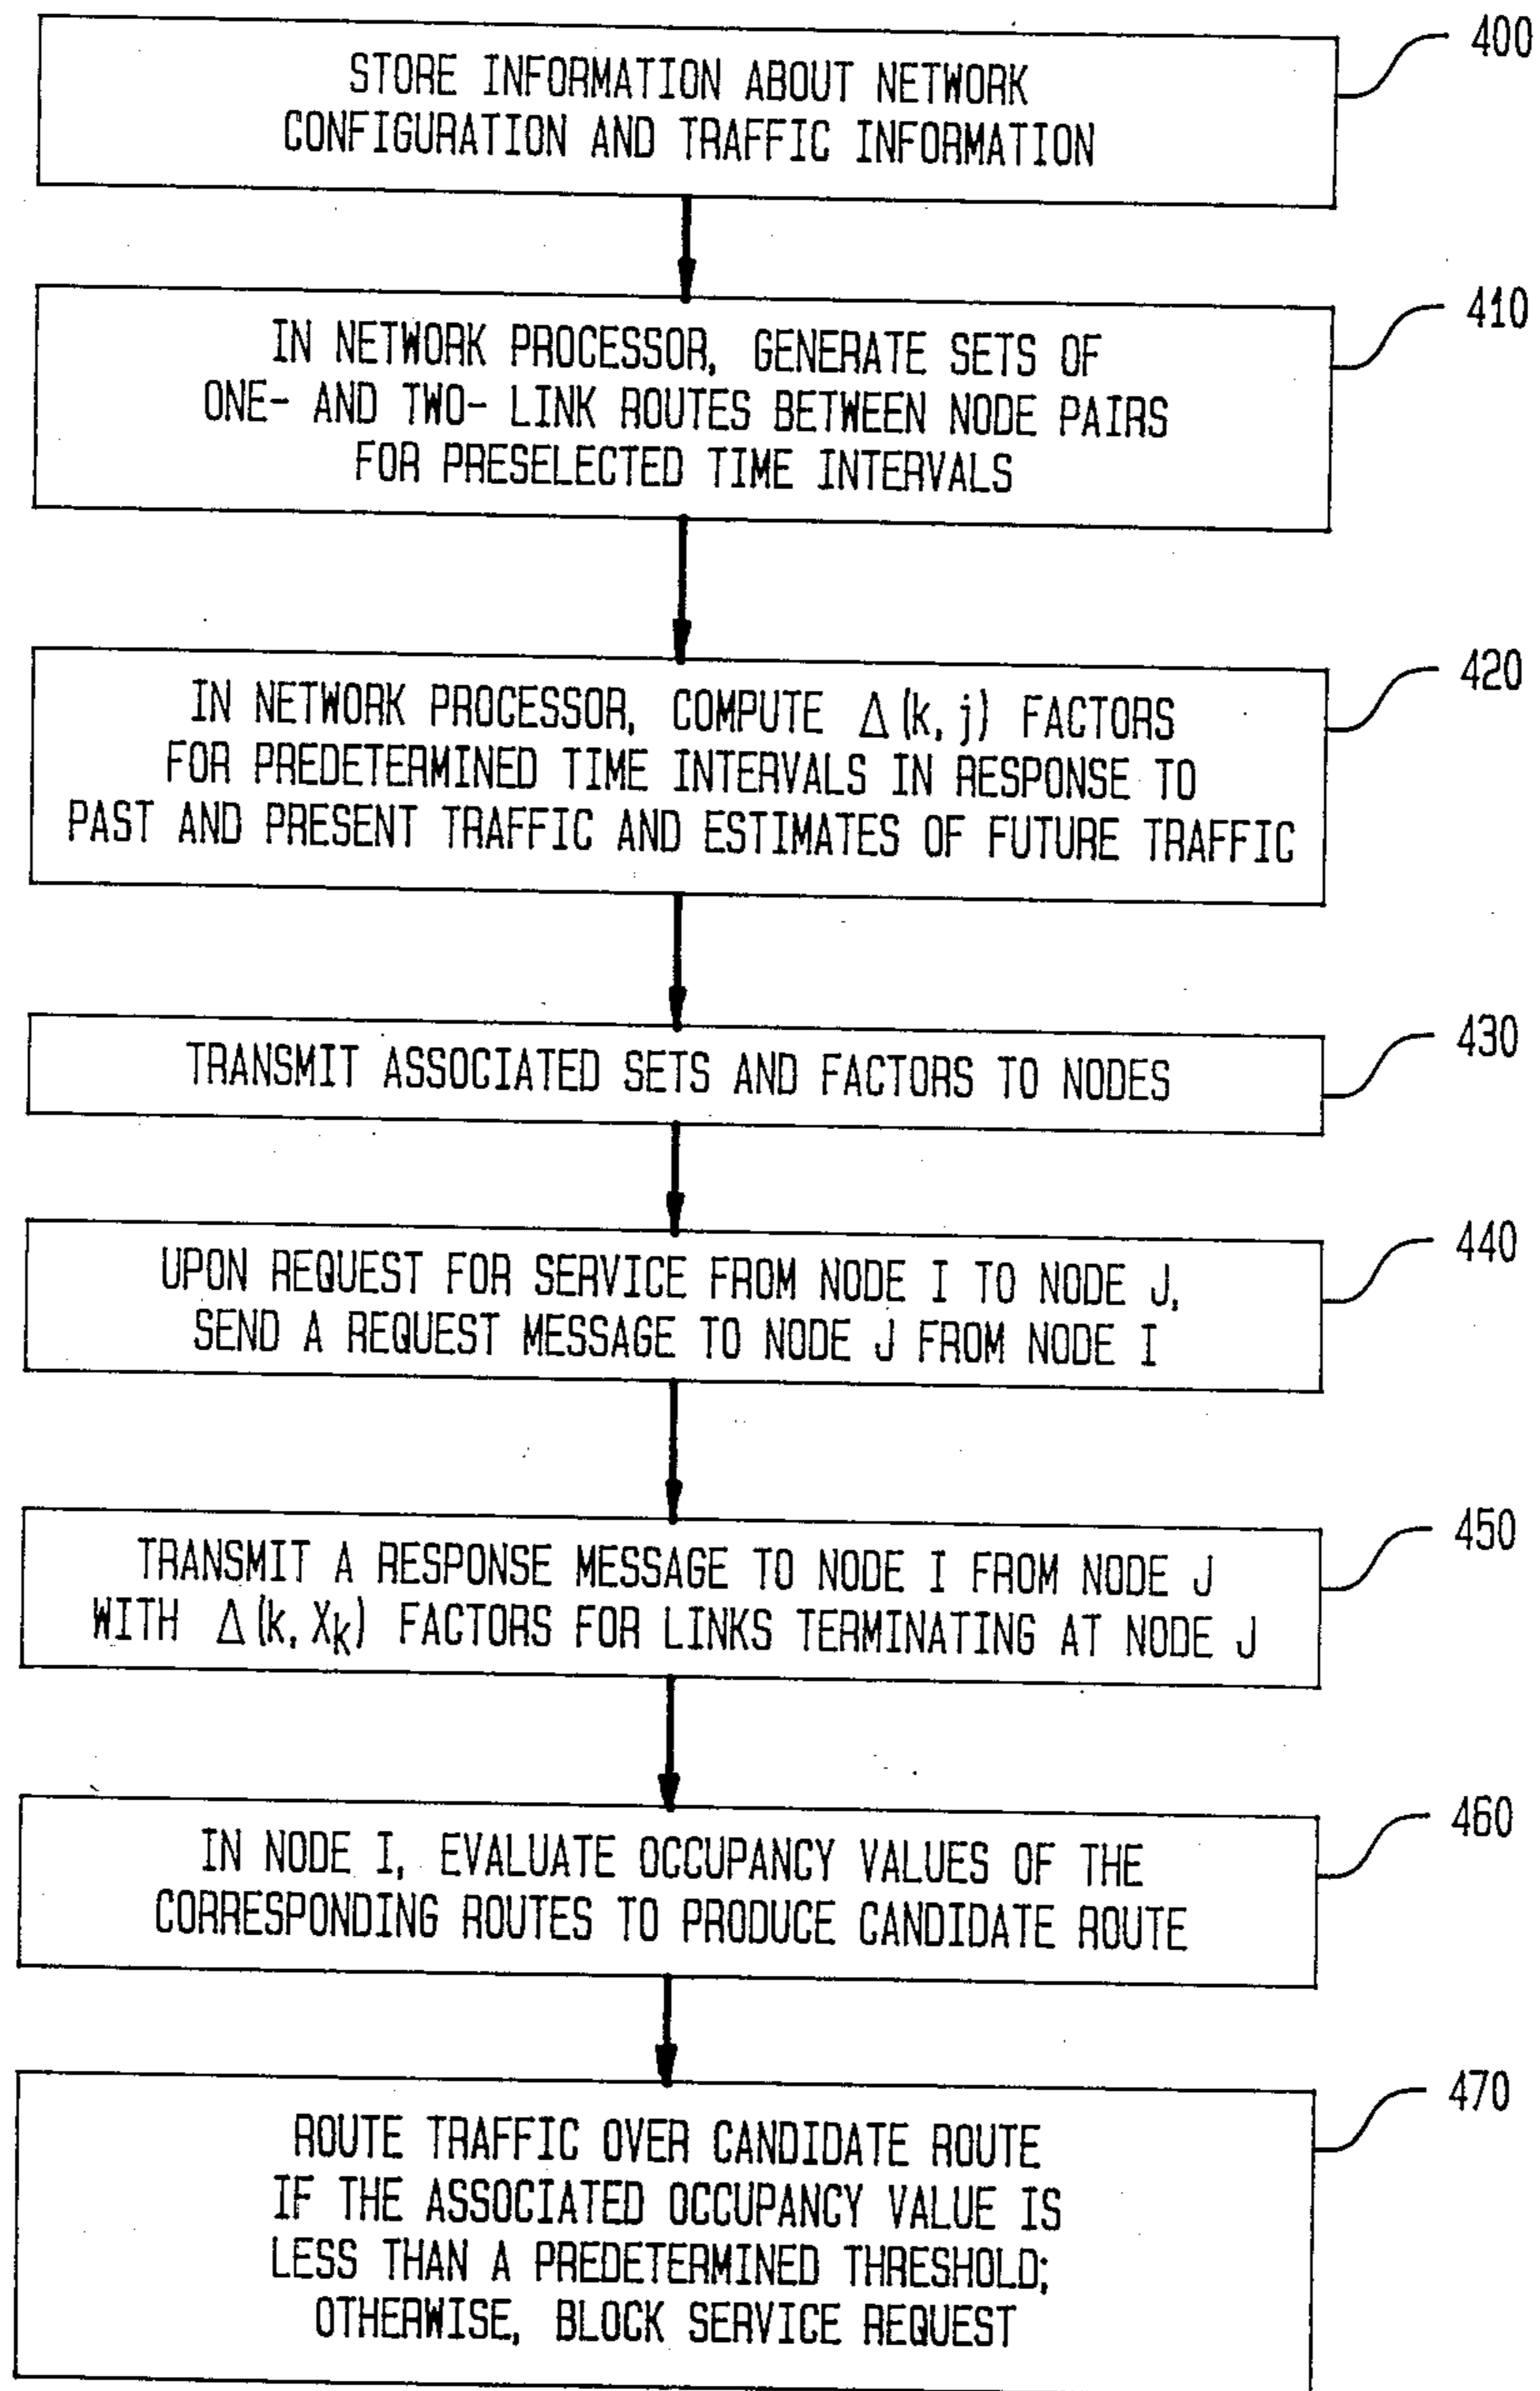 400
STORE INFORMATION ABOUT NETWORK
CONFIGURATION AND TRAFFIC INFORMATION
410
IN NETWORK PROCESSOR, GENERATE SETS OF
ONE- AND TWO- LINK ROUTES BETWEEN NODE PAIRS
FOR PRESELECTED TIME INTERVALS
420
IN NETWORK PROCESSOR, COMPUTE Δ(k, j) FACTORS
FOR PREDETERMINED TIME INTERVALS IN RESPONSE TO
PAST AND PRESENT TRAFFIC AND ESTIMATES OF FUTURE TRAFFIC
430
TRANSMIT ASSOCIATED SETS AND FACTORS TO NODES
440
UPON REQUEST FOR SERVICE FROM NODE I TO NODE J,
SEND A REQUEST MESSAGE TO NODE J FROM NODE I
450
TRANSMIT A RESPONSE MESSAGE TO NODE I FROM NODE J
WITH Δ(k, Xk) FACTORS FOR LINKS TERMINATING AT NODE J
460
IN NODE I, EVALUATE OCCUPANCY VALUES OF THE
CORRESPONDING ROUTES TO PRODUCE CANDIDATE ROUTE
470
ROUTE TRAFFIC OVER CANDIDATE ROUTE
IF THE ASSOCIATED OCCUPANCY VALUE IS
LESS THAN A PREDETERMINED THRESHOLD;
OTHERWISE, BLOCK SERVICE REQUEST